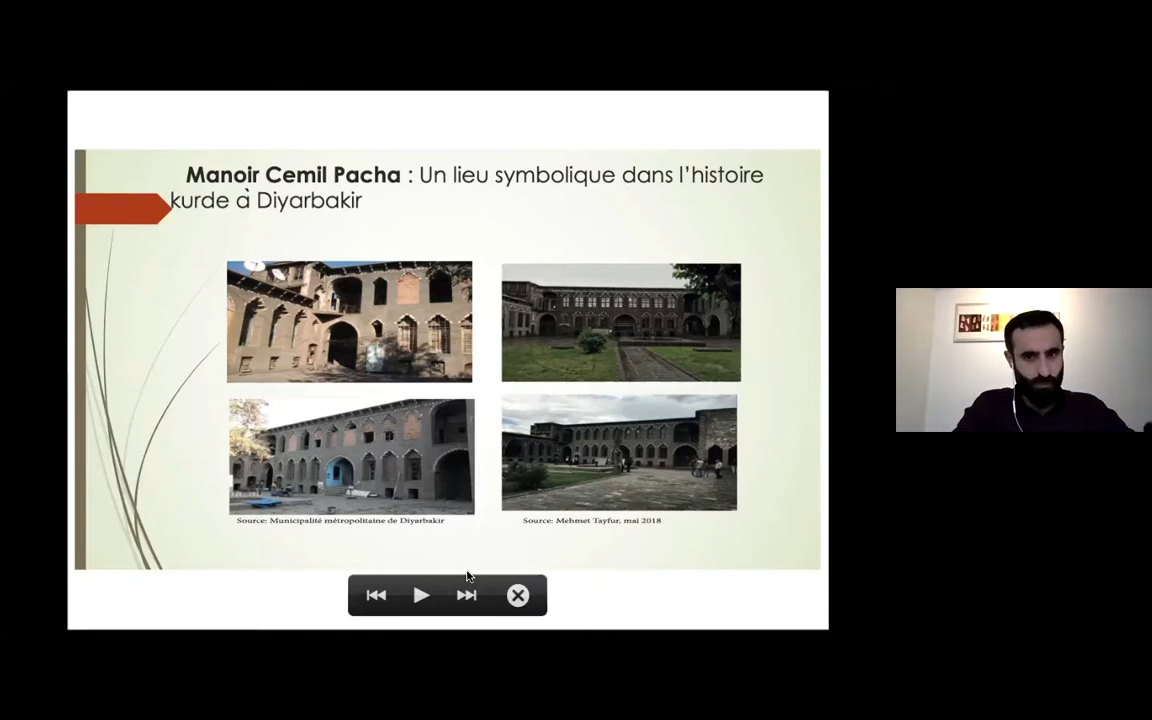 Manoir Cemil Pacha : Un lieu symbolique dans l'histoire
kurde à Diyarbakir
Source: Municipalité métropolitaine de Diyarbakir
Source: Mehmet Tayfur, mai 2018